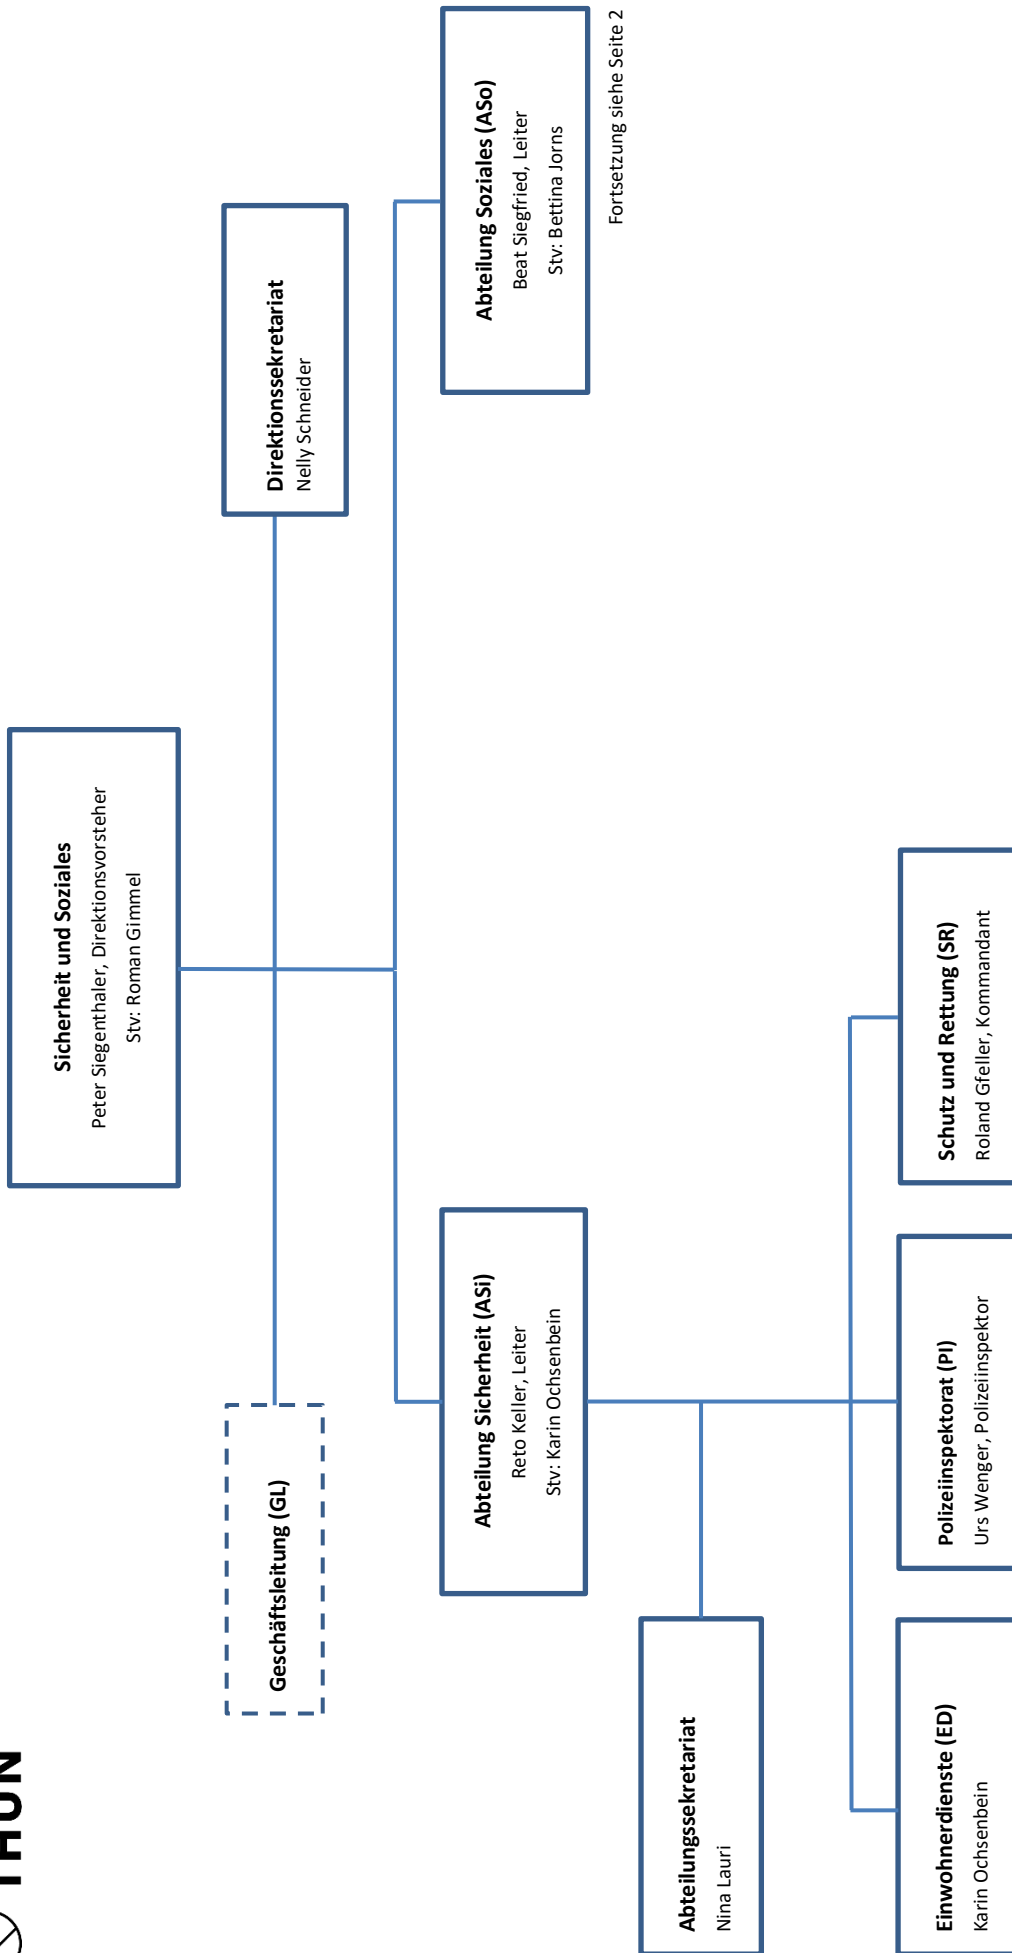 THUN
Sicherheit und Soziales
Peter Siegenthaler, Direktionsvorsteher
Stv: Roman Gimmel
Geschäftsleitung (GL)
Direktionssekretariat
Nelly Schneider
Abteilung Sicherheit (ASi)
Reto Keller, Leiter
Stv: Karin Ochsenbein
Abteilung Soziales (ASo)
Beat Siegfried, Leiter
Stv: Bettina Jorns
Fortsetzung siehe Seite 2
Abteilungssekretariat
Nina Lauri
Einwohnerdienste (ED)
Karin Ochsenbein
Polizeiinspektorat (PI)
Urs Wenger, Polizeiinspektor
Schutz und Rettung (SR)
Roland Gfeller, Kommandant